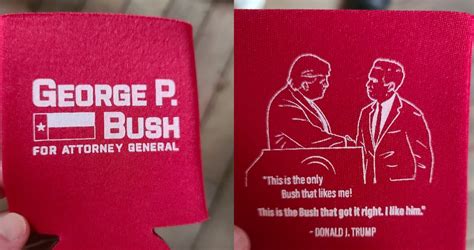 GEORGE P.
BUSH
FOR ATTORNEY GENERAL
"This is the only
Bush that likes me!
This is the Bush that got it right. I like him."
- DONALD J. TRUMP